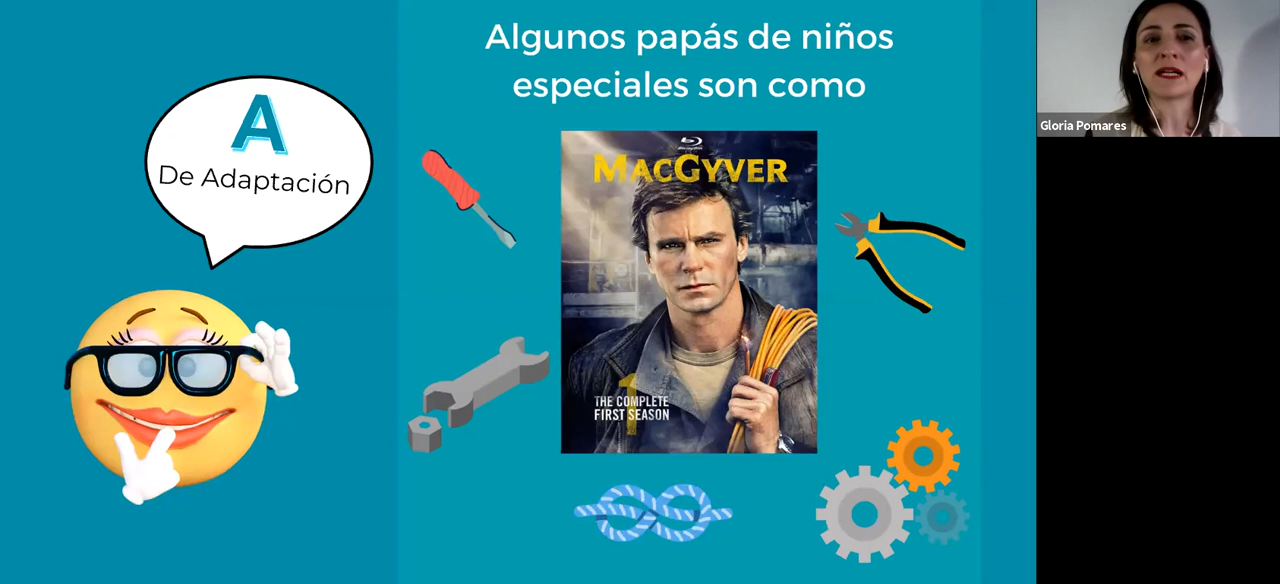 Algunos papás de niños
especiales son como
A
De Adaptación
MACGYVER
1
THE COMPLETE
FIRST SEASON
Gloria Pomares